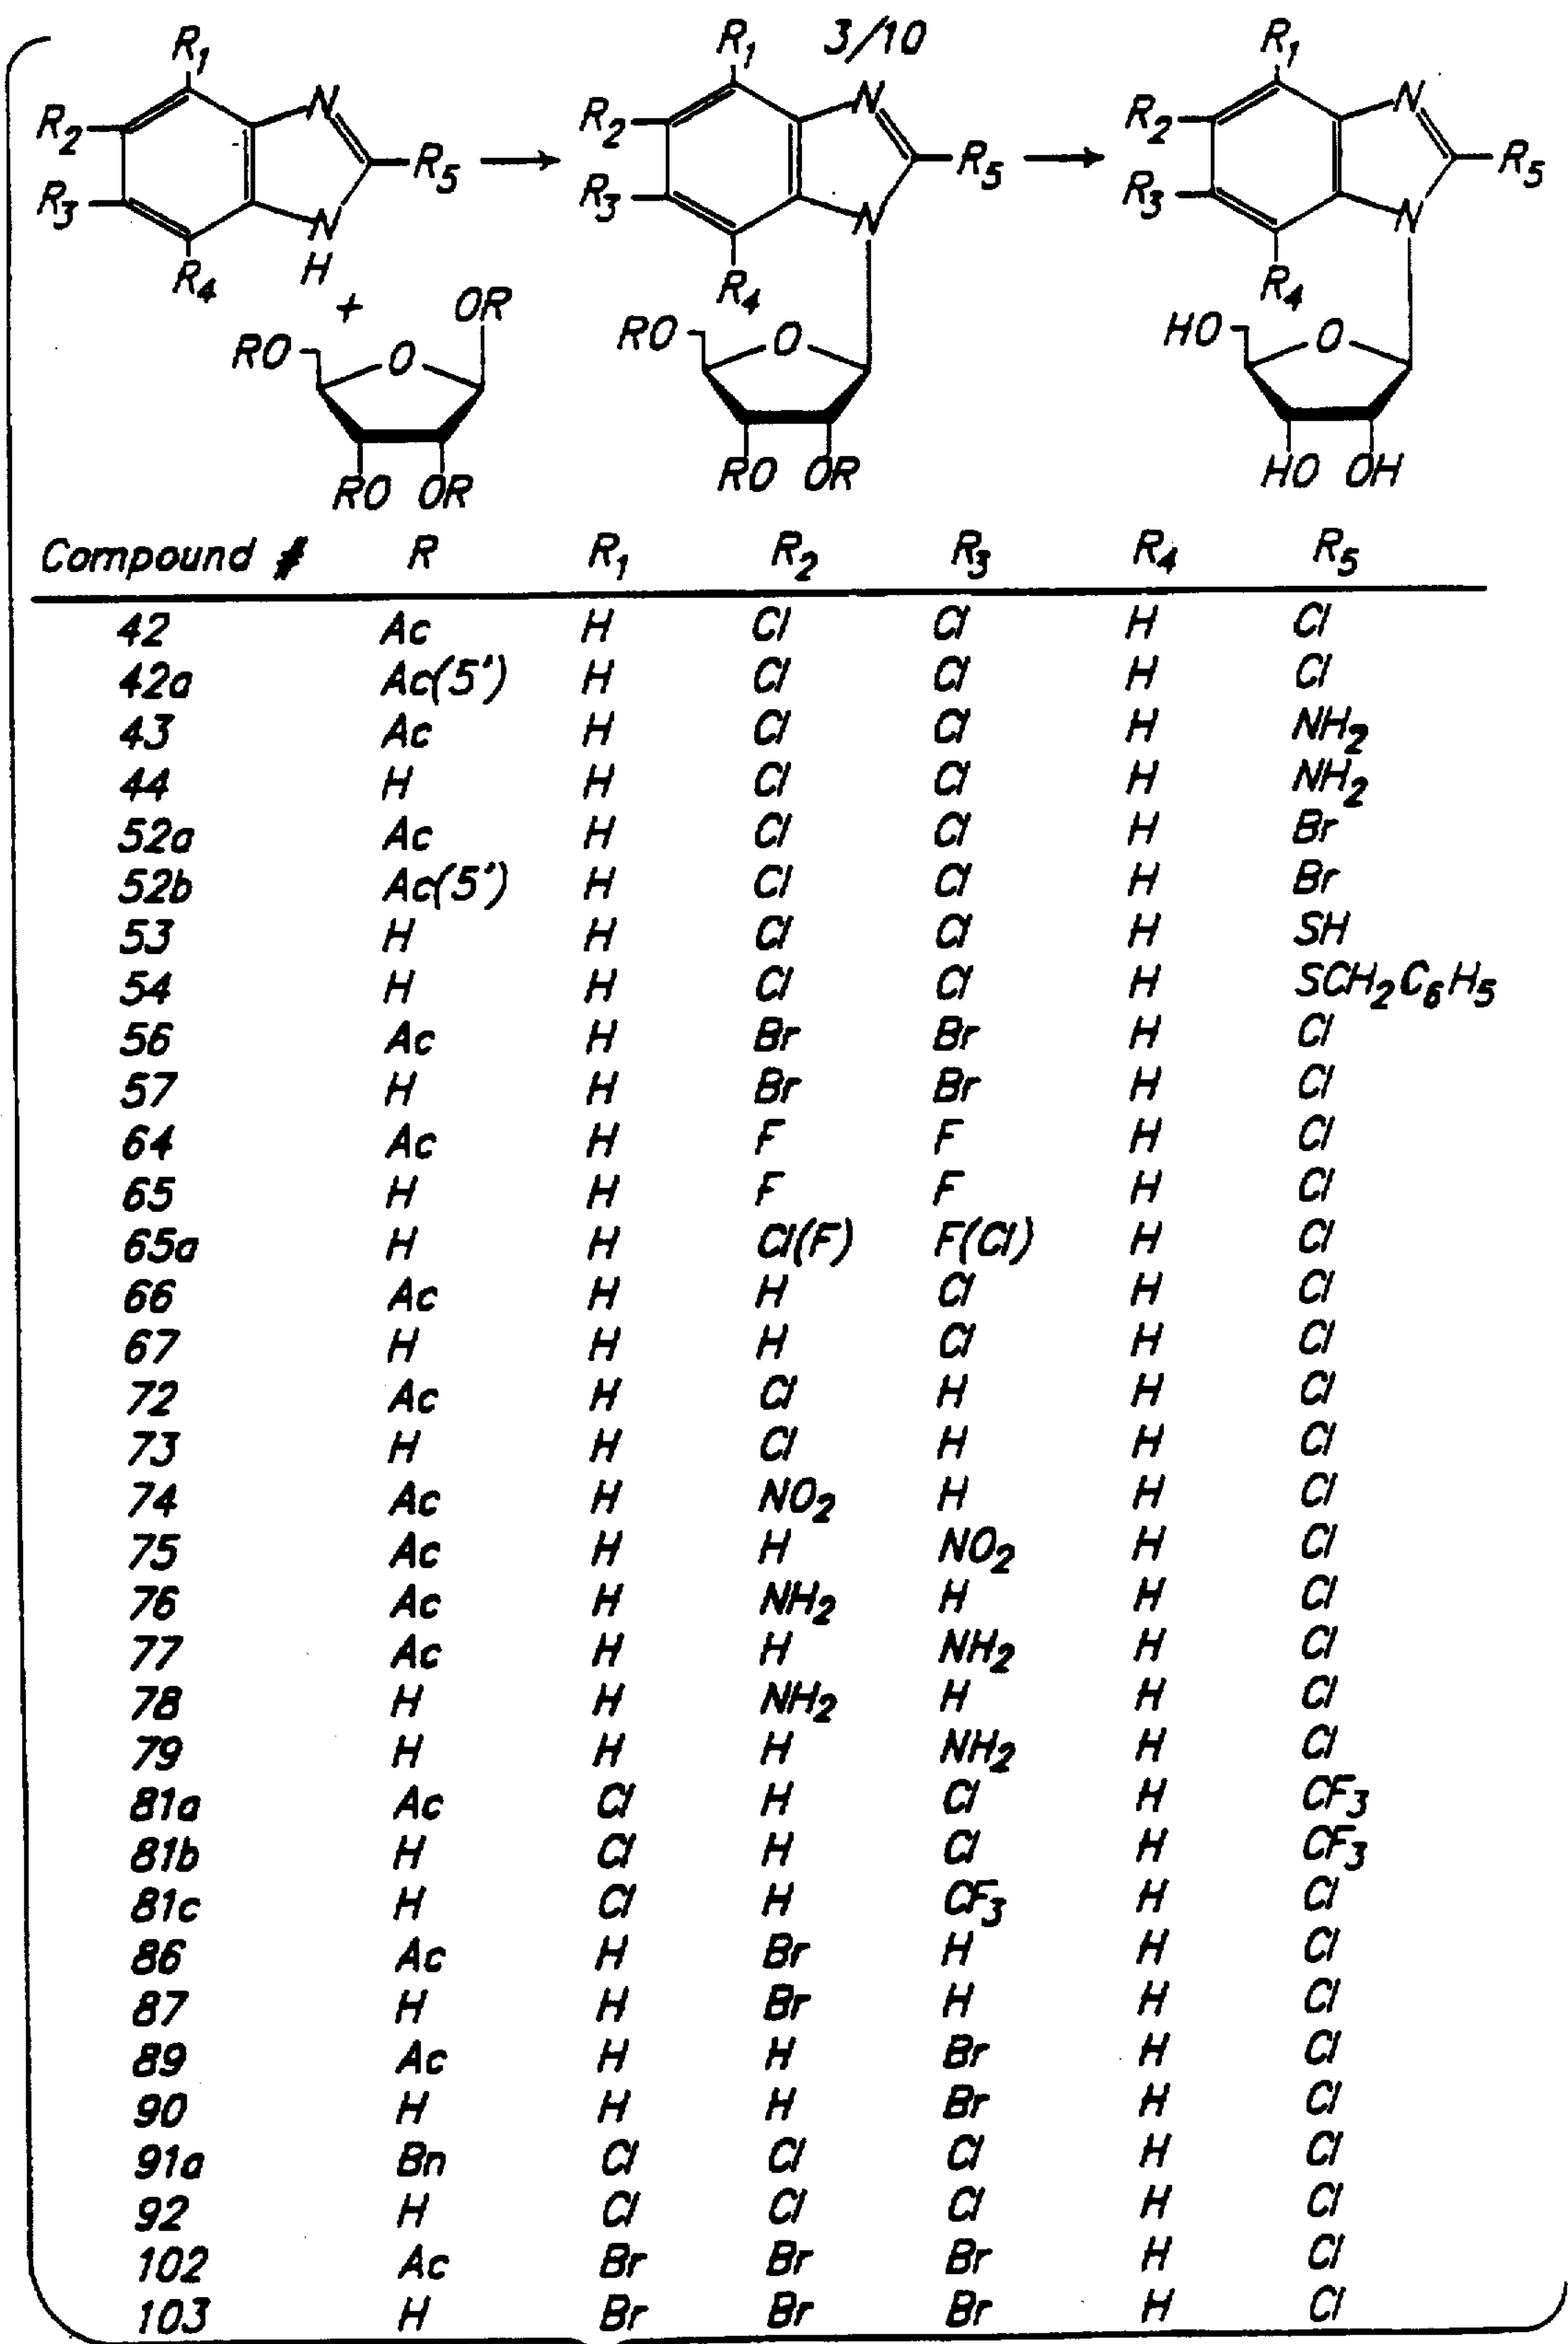 R1 3/10 R1 R1
R2 N R2 N R2 N
R5 R5 R5
R3 N R3 N R3 N
H
R4 R4 R4
+ OR
RO O RO O HO O
RO OR RO OR HO OH
Compound # R R1 R2 R3 R4 R5
42 Ac H Cl Cl H Cl
42a Ac(5') H Cl Cl H Cl
43 Ac H Cl Cl H NH2
44 H H Cl Cl H NH2
52a Ac H Cl Cl H Br
52b Ac(5') H Cl Cl H Br
53 H H Cl Cl H SH
54 H H Cl Cl H SCH2C6H5
56 Ac H Br Br H Cl
57 H H Br Br H Cl
64 Ac H F F H Cl
65 H H F F H Cl
65a H H Cl(F) F(Cl) H Cl
66 Ac H H Cl H Cl
67 H H H Cl H Cl
72 Ac H Cl H H Cl
73 H H Cl H H Cl
74 Ac H NO2 H H Cl
75 Ac H H NO2 H Cl
76 Ac H NH2 H H Cl
77 Ac H H NH2 H Cl
78 H H NH2 H H Cl
79 H H H NH2 H Cl
81a Ac Cl H Cl H CF3
81b H Cl H Cl H CF3
81c H Cl H CF3 H Cl
86 Ac H Br H H Cl
87 H H Br H H Cl
89 Ac H H Br H Cl
90 H H H Br H Cl
91a Bn Cl Cl Cl H Cl
92 H Cl Cl Cl H Cl
102 Ac Br Br Br H Cl
103 H Br Br Br H Cl